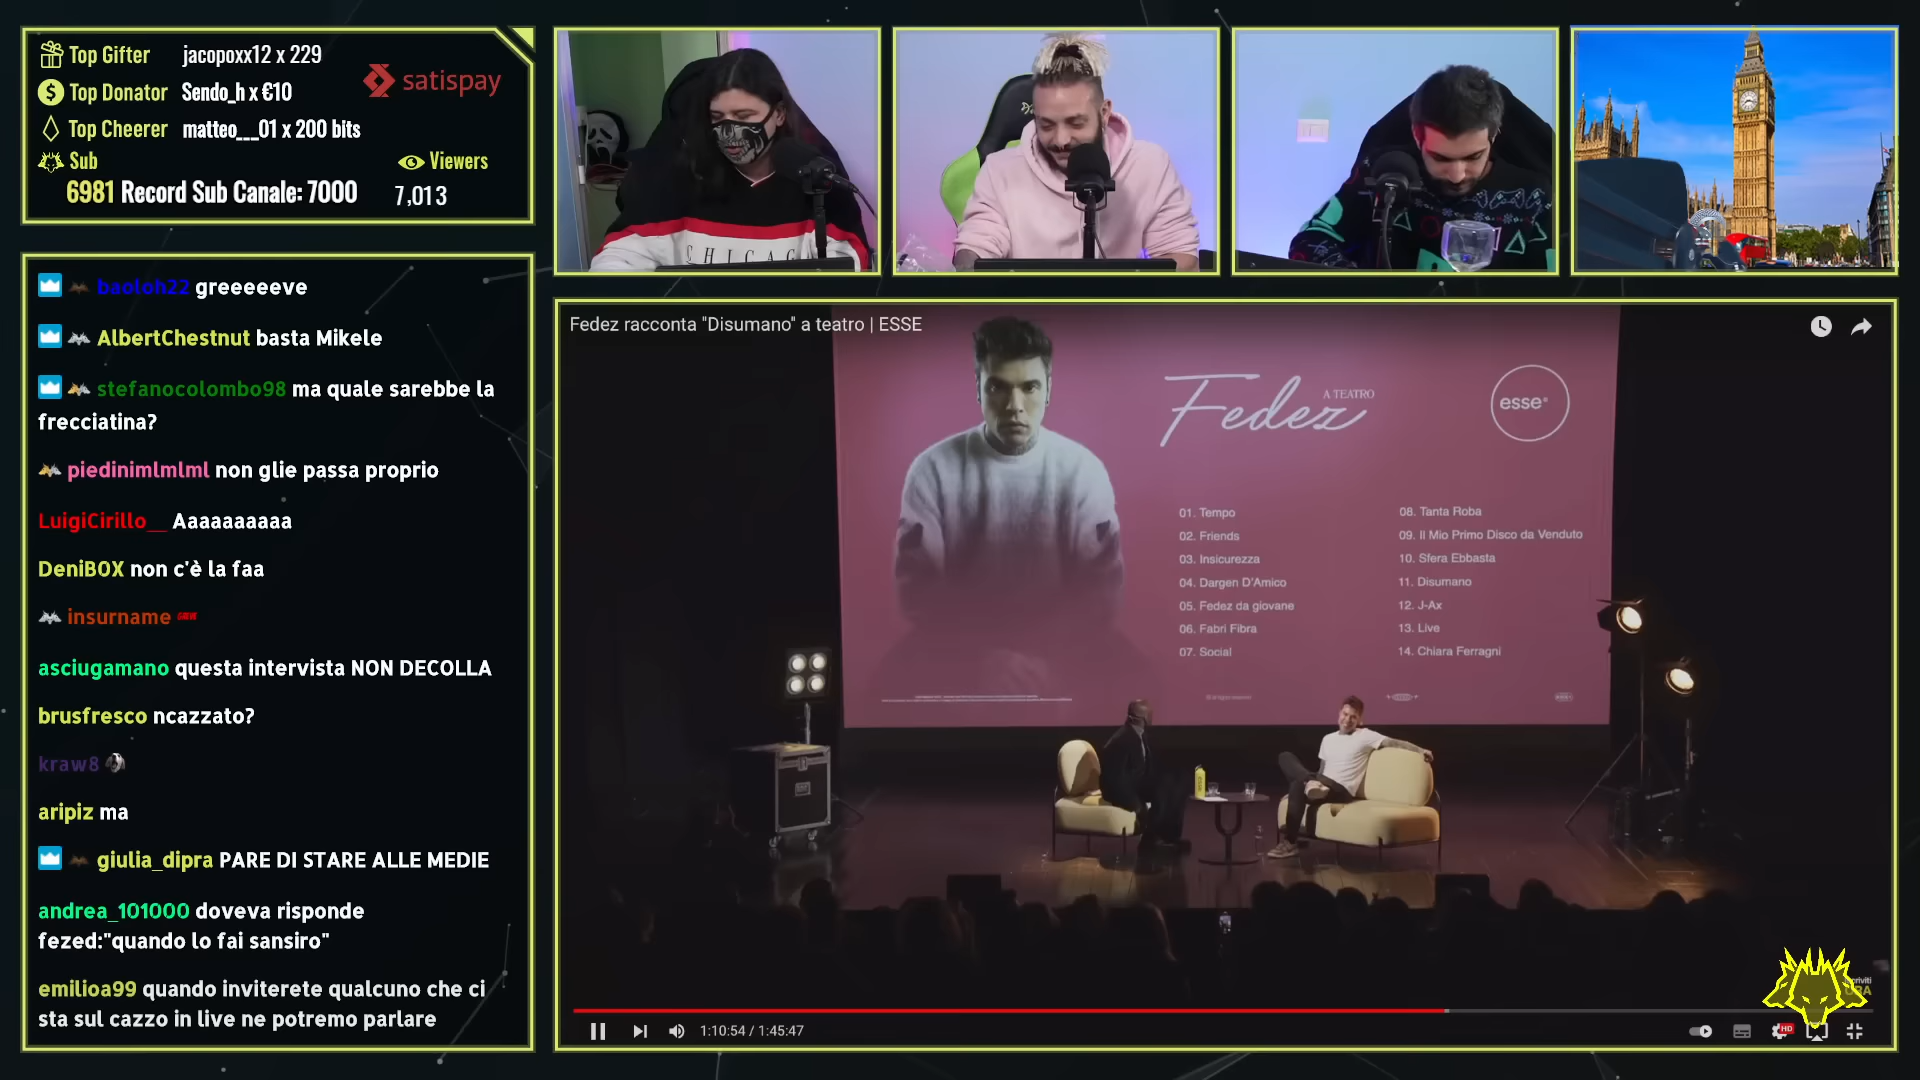 Top Gifter jacopoxx12 x 229
satispay
Top Donator Sendo_h x €10
Top Cheerer matteo___01 x 200 bits
Sub
Viewers
6981 Record Sub Canale: 7000
7,013
CHICAG
baoloh22 greeeeeve
AlbertChestnut basta Mikele
stefanocolombo98 ma quale sarebbe la
frecciatina?
piedinimlmlml non glie passa proprio
LuigiCirillo__ Aaaaaaaaaa
DeniB0X non c'è la faa
insurname
asciugamano questa intervista NON DECOLLA
brusfresco ncazzato?
kraw8
aripiz ma
giulia_dipra PARE DI STARE ALLE MEDIE
andrea_101000 doveva risponde
fezed:"quando lo fai sansiro"
emilioa99 quando inviterete qualcuno che ci
sta sul cazzo in live ne potremo parlare
Fedez racconta "Disumano" a teatro | ESSE
A TEATRO
Fedez
esse
01. Tempo
02. Friends
03. Insicurezza
04. Dargen D'Amico
05. Fedez da giovane
06. Fabri Fibra
07. Social
08. Tanta Roba
09. Il Mio Primo Disco da Venduto
10. Sfera Ebbasta
11. Disumano
12. J-Ax
13. Live
14. Chiara Ferragni
1:10:54 / 1:45:47
HD